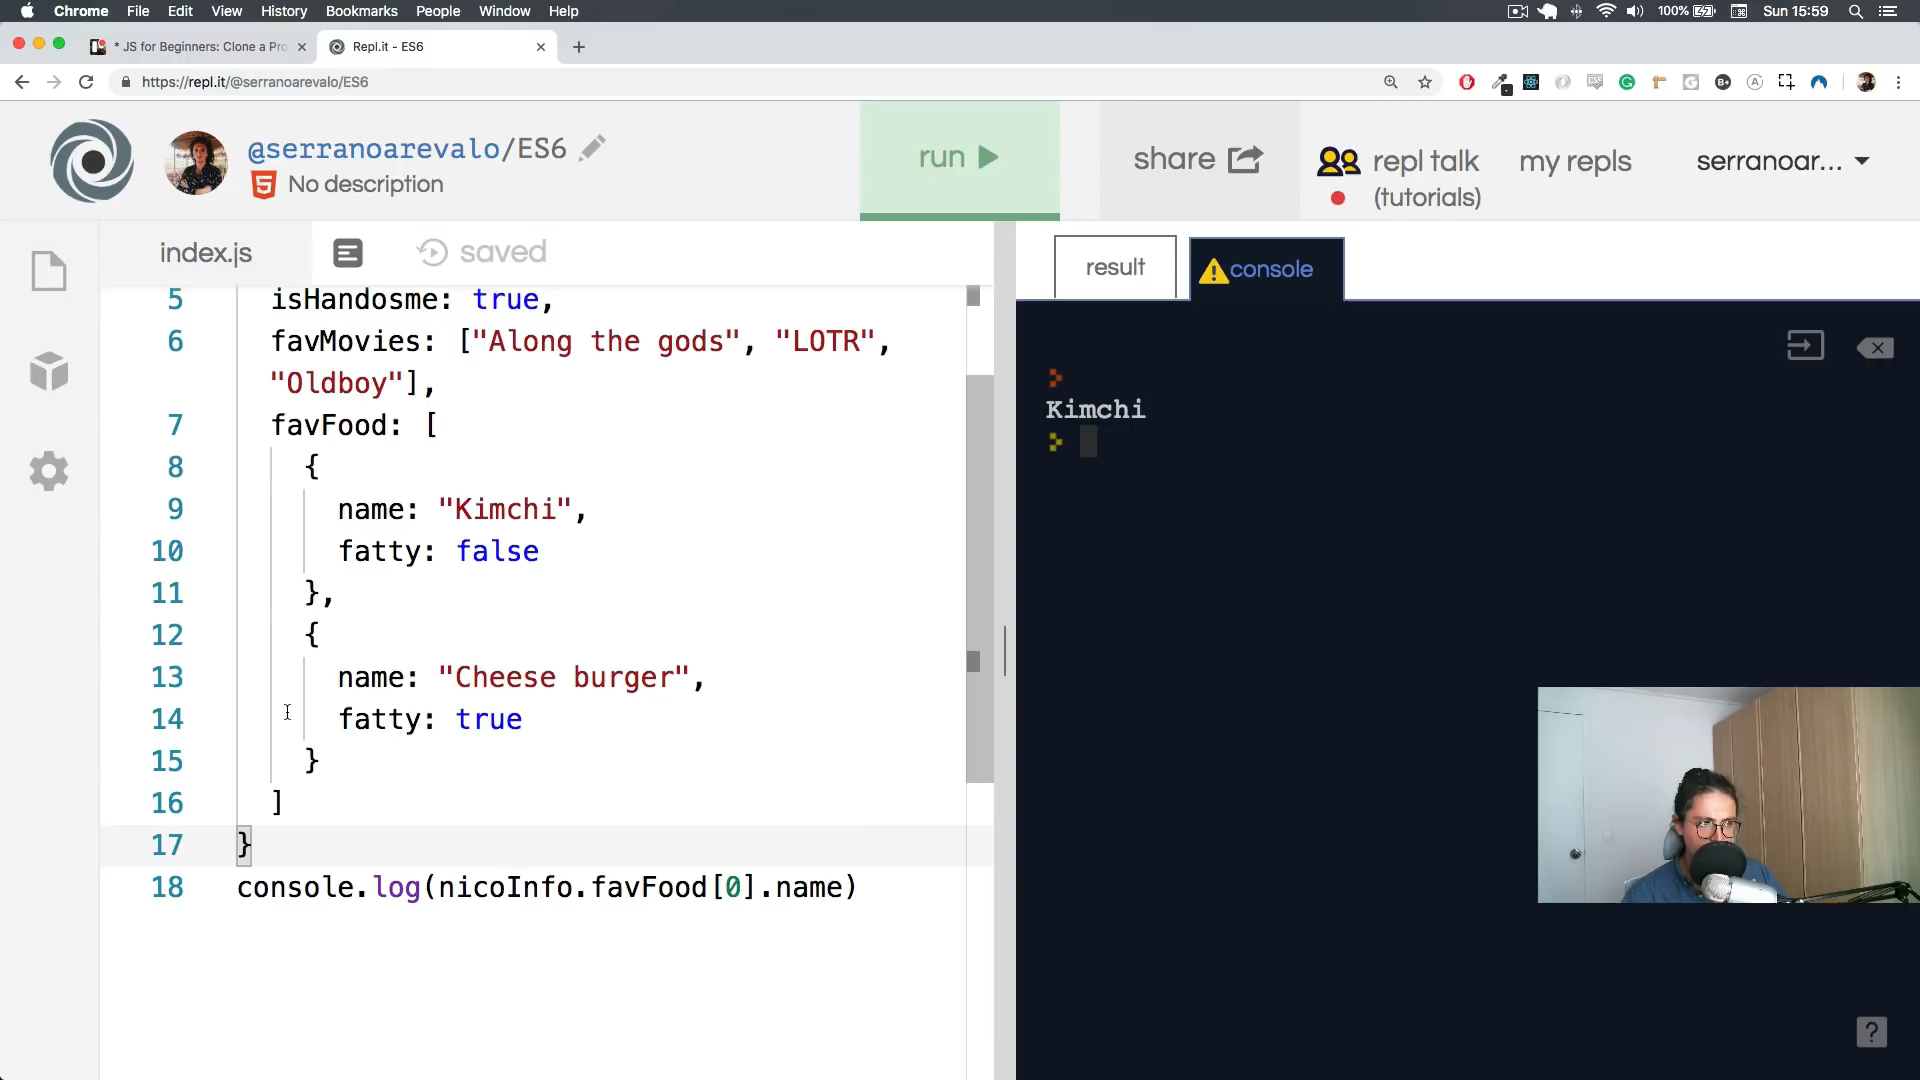 Chrome File Edit View History Bookmarks People Window Help 100% Sun 15:59
* JS for Beginners: Clone a Pro
Repl.it - ES6
https://repl.it/@serranoarevalo/ES6
@serranoarevalo/ES6
No description
run
share
repl talk
(tutorials)
my repls
serranoar...
index.js
saved
result
console
5 isHandosme: true,
6 favMovies: ["Along the gods", "LOTR",
"Oldboy"],
7 favFood: [
8 {
9 name: "Kimchi",
10 fatty: false
11 },
12 {
13 name: "Cheese burger",
14 fatty: true
15 }
16 ]
17 }
18 console.log(nicoInfo.favFood[0].name)
Kimchi
?